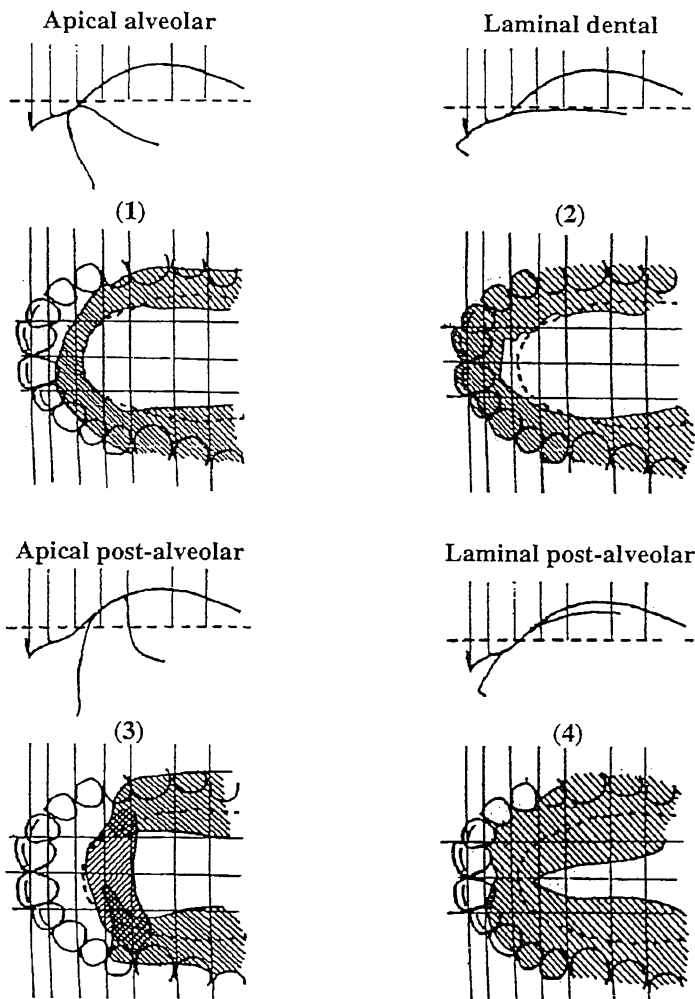 Apical alveolar
Laminal dental
(1)
(2)
Apical post-alveolar
Laminal post-alveolar
(3)
(4)